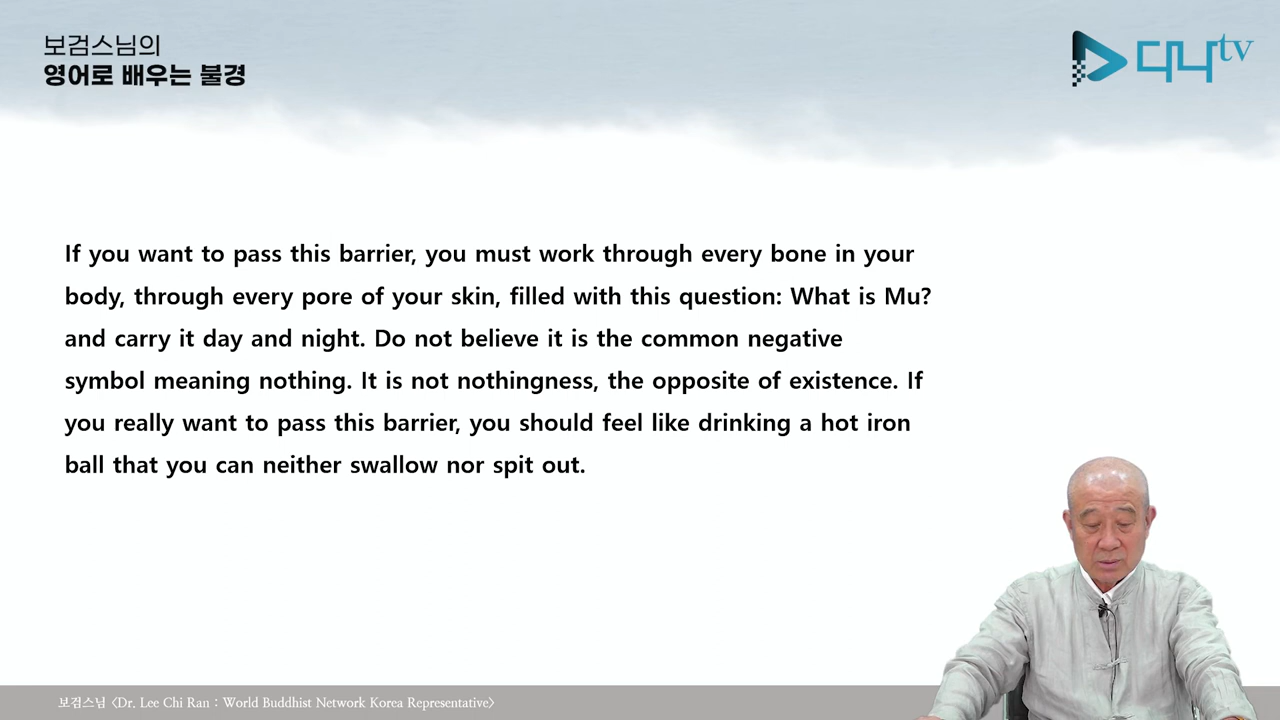 보검스님의
영어로 배우는 불경
디나tv
If you want to pass this barrier, you must work through every bone in your
body, through every pore of your skin, filled with this question: What is Mu?
and carry it day and night. Do not believe it is the common negative
symbol meaning nothing. It is not nothingness, the opposite of existence. If
you really want to pass this barrier, you should feel like drinking a hot iron
ball that you can neither swallow nor spit out.
보검스님 <Dr. Lee Chi Ran : World Buddhist Network Korea Representative>